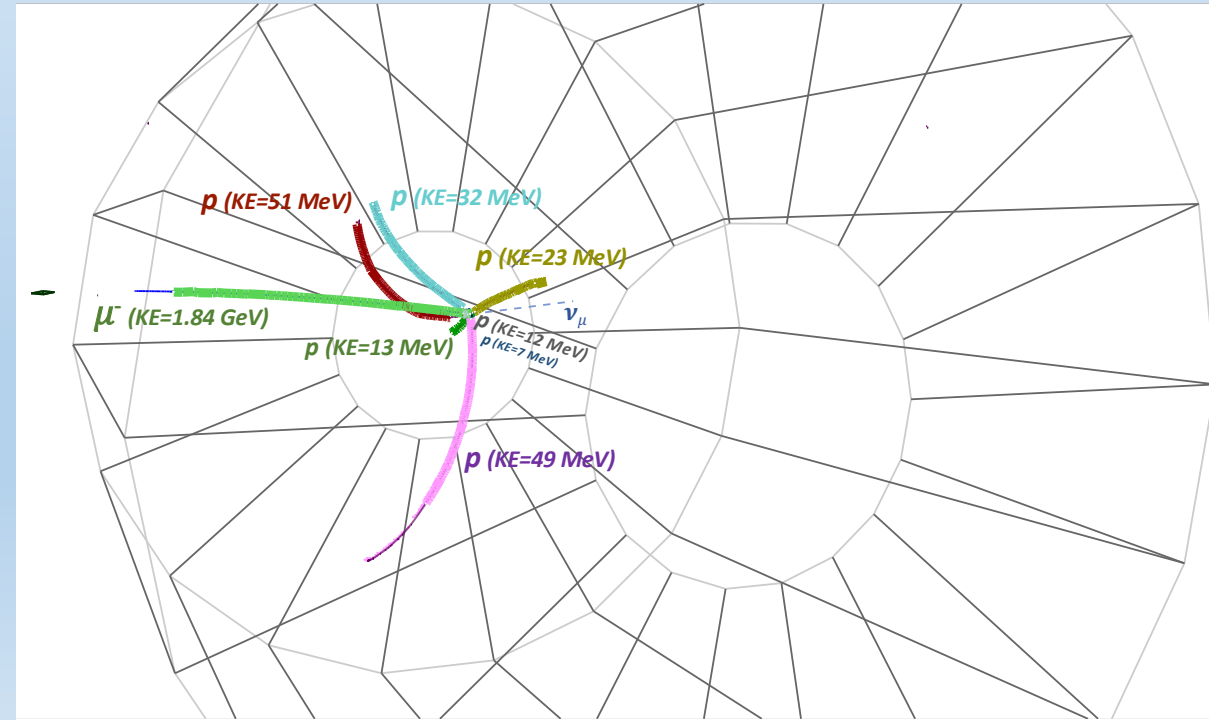 p (KE=51 MeV)
p (KE=32 MeV)
p (KE=23 MeV)
μ⁻ (KE=1.84 GeV)
ν_μ
p (KE=12 MeV)
p (KE=13 MeV)
p (KE=7 MeV)
p (KE=49 MeV)